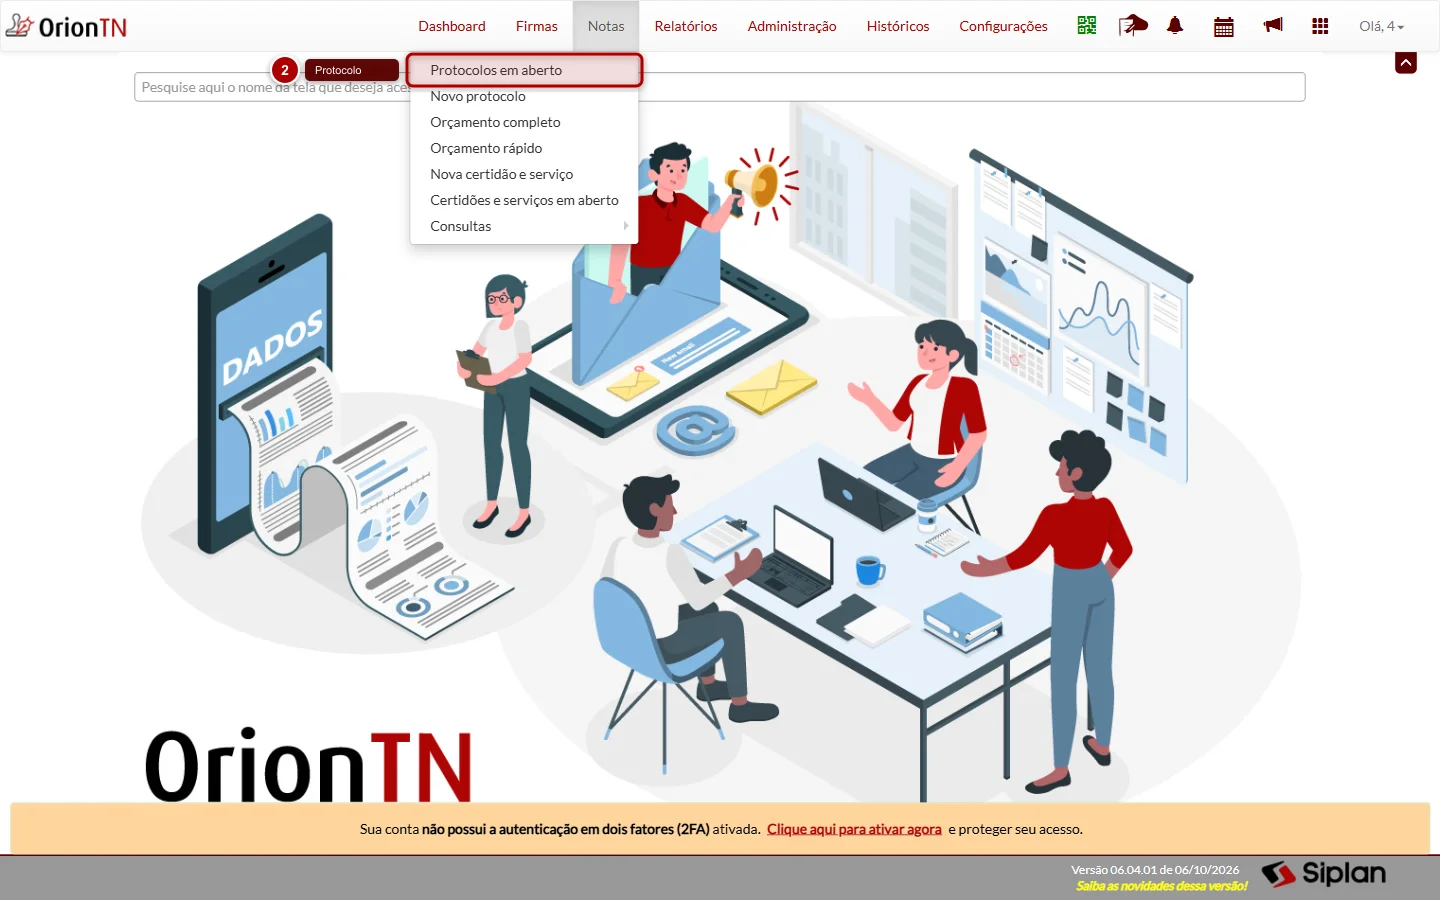 OrionTN
Dashboard
Firmas
Notas
Relatórios
Administração
Históricos
Configurações
Olá, 4
2
Protocolo
Protocolos em aberto
Pesquise aqui o nome da tela que deseja aces
Novo protocolo
Orçamento completo
Orçamento rápido
Nova certidão e serviço
Certidões e serviços em aberto
Consultas
DADOS
New email
@
OrionTN
Sua conta não possui a autenticação em dois fatores (2FA) ativada. Clique aqui para ativar agora e proteger seu acesso.
Versão 06.04.01 de 06/10/2026
Saiba as novidades dessa versão!
Siplan